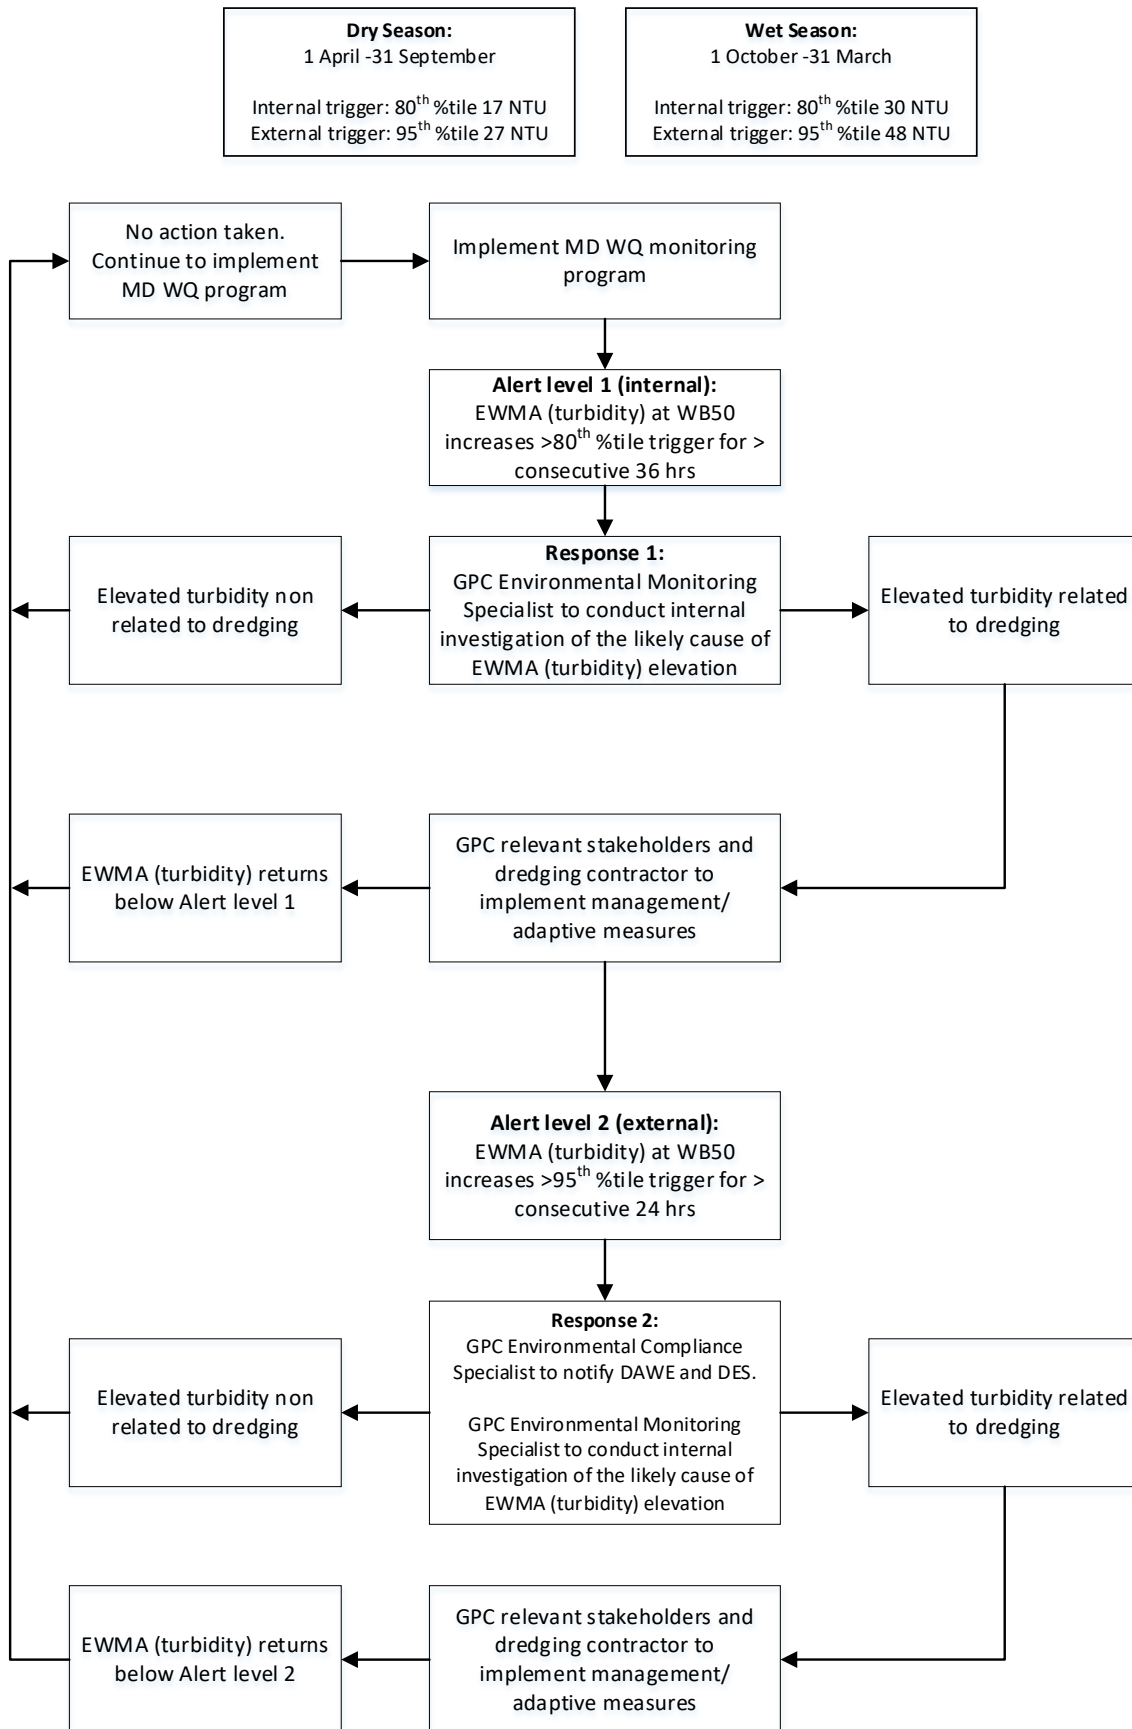 Dry Season:
1 April -31 September
Internal trigger: 80th %tile 17 NTU
External trigger: 95th %tile 27 NTU
Wet Season:
1 October -31 March
Internal trigger: 80th %tile 30 NTU
External trigger: 95th %tile 48 NTU
No action taken.
Continue to implement
MD WQ program
Implement MD WQ monitoring
program
Alert level 1 (internal):
EWMA (turbidity) at WB50
increases >80th %tile trigger for >
consecutive 36 hrs
Elevated turbidity non
related to dredging
Response 1:
GPC Environmental Monitoring
Specialist to conduct internal
investigation of the likely cause of
EWMA (turbidity) elevation
Elevated turbidity related
to dredging
EWMA (turbidity) returns
below Alert level 1
GPC relevant stakeholders and
dredging contractor to
implement management/
adaptive measures
Alert level 2 (external):
EWMA (turbidity) at WB50
increases >95th %tile trigger for >
consecutive 24 hrs
Elevated turbidity non
related to dredging
Response 2:
GPC Environmental Compliance
Specialist to notify DAWE and DES.
GPC Environmental Monitoring
Specialist to conduct internal
investigation of the likely cause of
EWMA (turbidity) elevation
Elevated turbidity related
to dredging
EWMA (turbidity) returns
below Alert level 2
GPC relevant stakeholders and
dredging contractor to
implement management/
adaptive measures